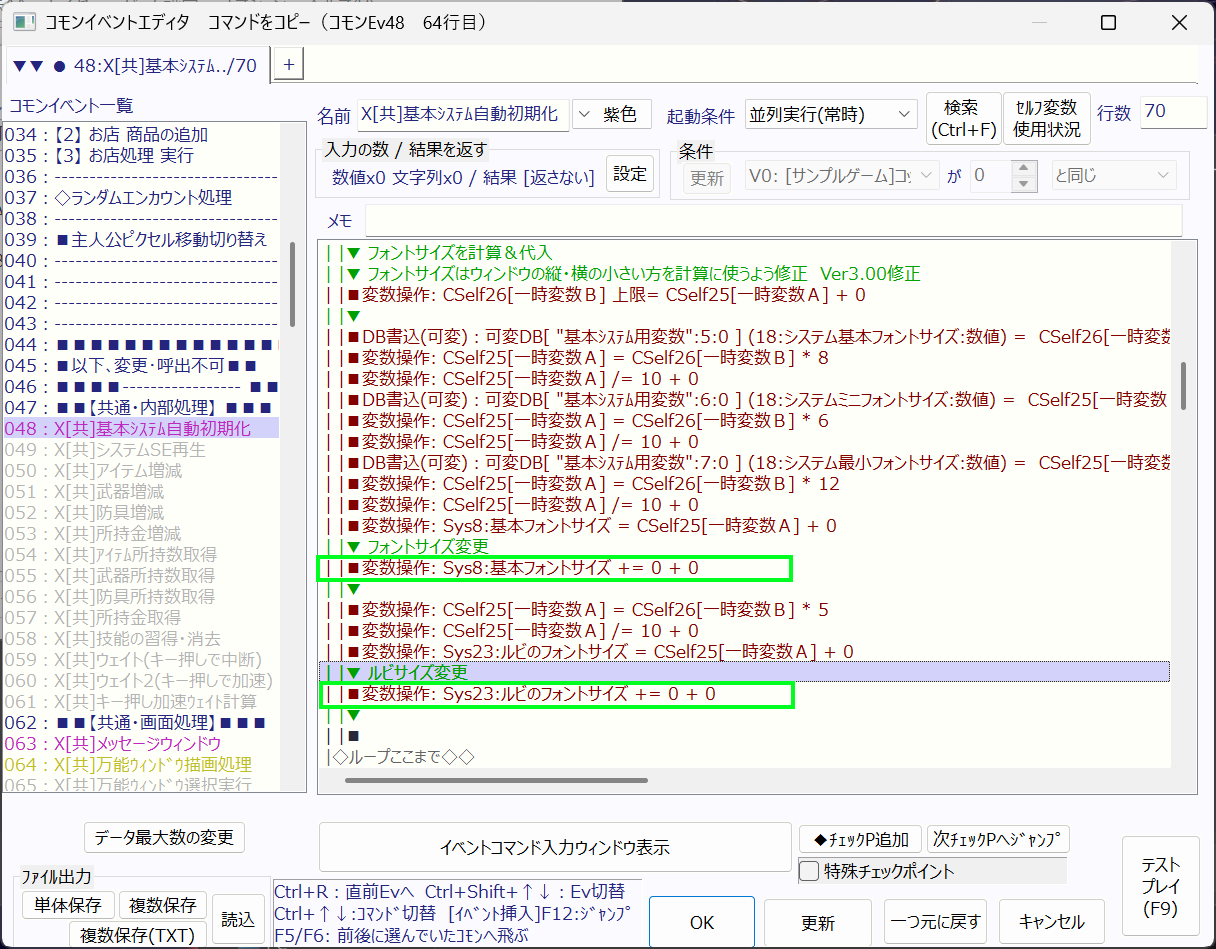 コモンイベントエディタ　コマンドをコピー（コモンEv48　64行目）
▼▼ ● 48:X[共]基本ｼｽﾃﾑ../70
+
コモンイベント一覧
034：【2】 お店 商品の追加
035：【3】 お店処理 実行
036：----------------------------
037：◇ランダムエンカウント処理
038：----------------------------
039：■主人公ピクセル移動切り替え
040：----------------------------
041：----------------------------
042：----------------------------
043：----------------------------
044：■■■■■■■■■■■■■
045：■以下、変更・呼出不可■■
046：■■■■---------------- ■■
047：■■【共通・内部処理】 ■■■
048：X[共]基本ｼｽﾃﾑ自動初期化
049：X[共]システムSE再生
050：X[共]アイテム増減
051：X[共]武器増減
052：X[共]防具増減
053：X[共]所持金増減
054：X[共]ｱｲﾃﾑ所持数取得
055：X[共]武器所持数取得
056：X[共]防具所持数取得
057：X[共]所持金取得
058：X[共]技能の習得・消去
059：X[共]ウェイト(キー押しで中断)
060：X[共]ウェイト2(キー押しで加速)
061：X[共]キー押し加速ｳｪｲﾄ計算
062：■■【共通・画面処理】■■■
063：X[共]メッセージウィンドウ
064：X[共]万能ｳｨﾝﾄﾞｳ描画処理
065：X[共]万能ｳｨﾝﾄﾞｳ選択実行
データ最大数の変更
ファイル出力
単体保存
複数保存
複数保存(TXT)
読込
名前
X[共]基本ｼｽﾃﾑ自動初期化
紫色
起動条件
並列実行(常時)
検索
(Ctrl+F)
ｾﾙﾌ変数
使用状況
行数
70
入力の数 / 結果を返す
数値x0 文字列x0 / 結果 [返さない]
設定
条件
更新
V0: [サンプルゲーム]コ
が
0
と同じ
メモ
| |▼ フォントサイズを計算＆代入
| |▼ フォントサイズはウィンドウの縦・横の小さい方を計算に使うよう修正　Ver3.00修正
| |■変数操作: CSelf26[一時変数Ｂ] 上限= CSelf25[一時変数Ａ] + 0
| |▼
| |■DB書込(可変)：可変DB[ "基本ｼｽﾃﾑ用変数":5:0 ] (18:システム基本フォントサイズ:数値) =  CSelf26[一時変数
| |■変数操作: CSelf25[一時変数Ａ] = CSelf26[一時変数Ｂ] * 8
| |■変数操作: CSelf25[一時変数Ａ] /= 10 + 0
| |■DB書込(可変)：可変DB[ "基本ｼｽﾃﾑ用変数":6:0 ] (18:システムミニフォントサイズ:数値) =  CSelf25[一時変数
| |■変数操作: CSelf25[一時変数Ａ] = CSelf26[一時変数Ｂ] * 6
| |■変数操作: CSelf25[一時変数Ａ] /= 10 + 0
| |■DB書込(可変)：可変DB[ "基本ｼｽﾃﾑ用変数":7:0 ] (18:システム最小フォントサイズ:数値) =  CSelf25[一時変数
| |■変数操作: CSelf25[一時変数Ａ] = CSelf26[一時変数Ｂ] * 12
| |■変数操作: CSelf25[一時変数Ａ] /= 10 + 0
| |■変数操作: Sys8:基本フォントサイズ = CSelf25[一時変数Ａ] + 0
| |▼ フォントサイズ変更
| |■変数操作: Sys8:基本フォントサイズ += 0 + 0
| |▼
| |■変数操作: CSelf25[一時変数Ａ] = CSelf26[一時変数Ｂ] * 5
| |■変数操作: CSelf25[一時変数Ａ] /= 10 + 0
| |■変数操作: Sys23:ルビのフォントサイズ = CSelf25[一時変数Ａ] + 0
| |▼ ルビサイズ変更
| |■変数操作: Sys23:ルビのフォントサイズ += 0 + 0
| |▼
| |■
|◇ループここまで◇◇
イベントコマンド入力ウィンドウ表示
◆ﾁｪｯｸP追加
次ﾁｪｯｸPへｼﾞｬﾝﾌﾟ
特殊チェックポイント
Ctrl+R : 直前Evへ Ctrl+Shift+↑↓ : Ev切替
Ctrl+↑↓:ｺﾏﾝﾄﾞ切替 [ｲﾍﾞﾝﾄ挿入]F12:ｼﾞｬﾝﾌﾟ
F5/F6: 前後に選んでいたｺﾓﾝへ飛ぶ
OK
更新
一つ元に戻す
キャンセル
テスト
プレイ
(F9)